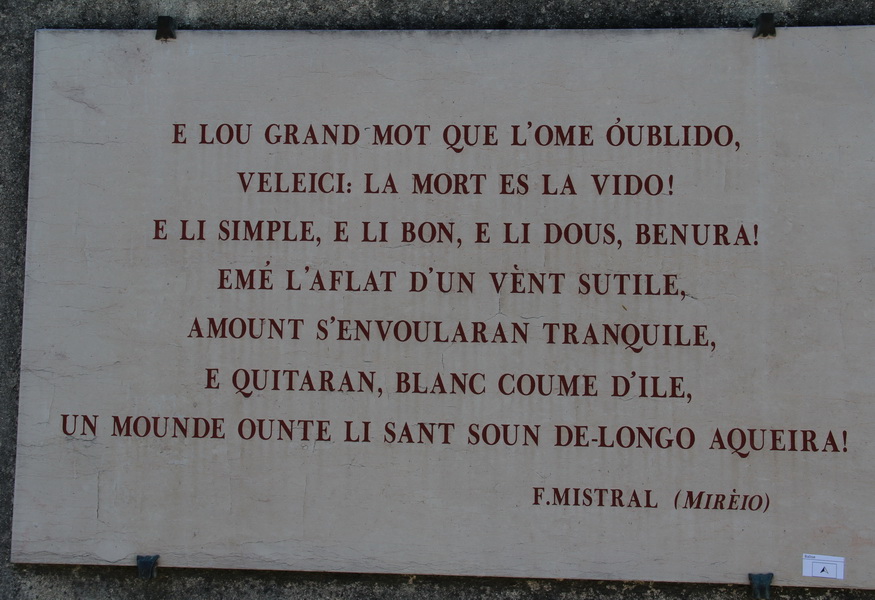 E LOU GRAND MOT QUE L'OME ÓUBLIDO,
VELEICI: LA MORT ES LA VIDO!
E LI SIMPLE, E LI BON, E LI DOUS, BENURA!
EMÉ L'AFLAT D'UN VÈNT SUTILE,
AMOUNT S'ENVOULARAN TRANQUILE,
E QUITARAN, BLANC COUME D'ILE,
UN MOUNDE OUNTE LI SANT SOUN DE-LONGO AQUEIRA!
F.MISTRAL (MIRÈIO)